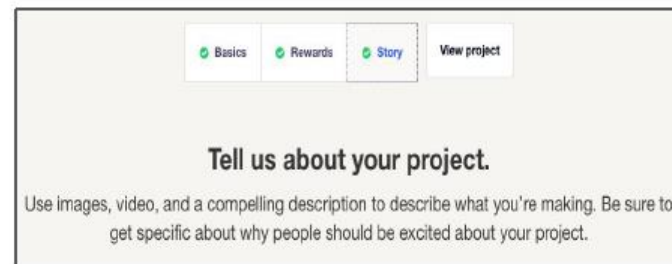 Basics Rewards Story View project
Tell us about your project.
Use images, video, and a compelling description to describe what you're making. Be sure to
get specific about why people should be excited about your project.